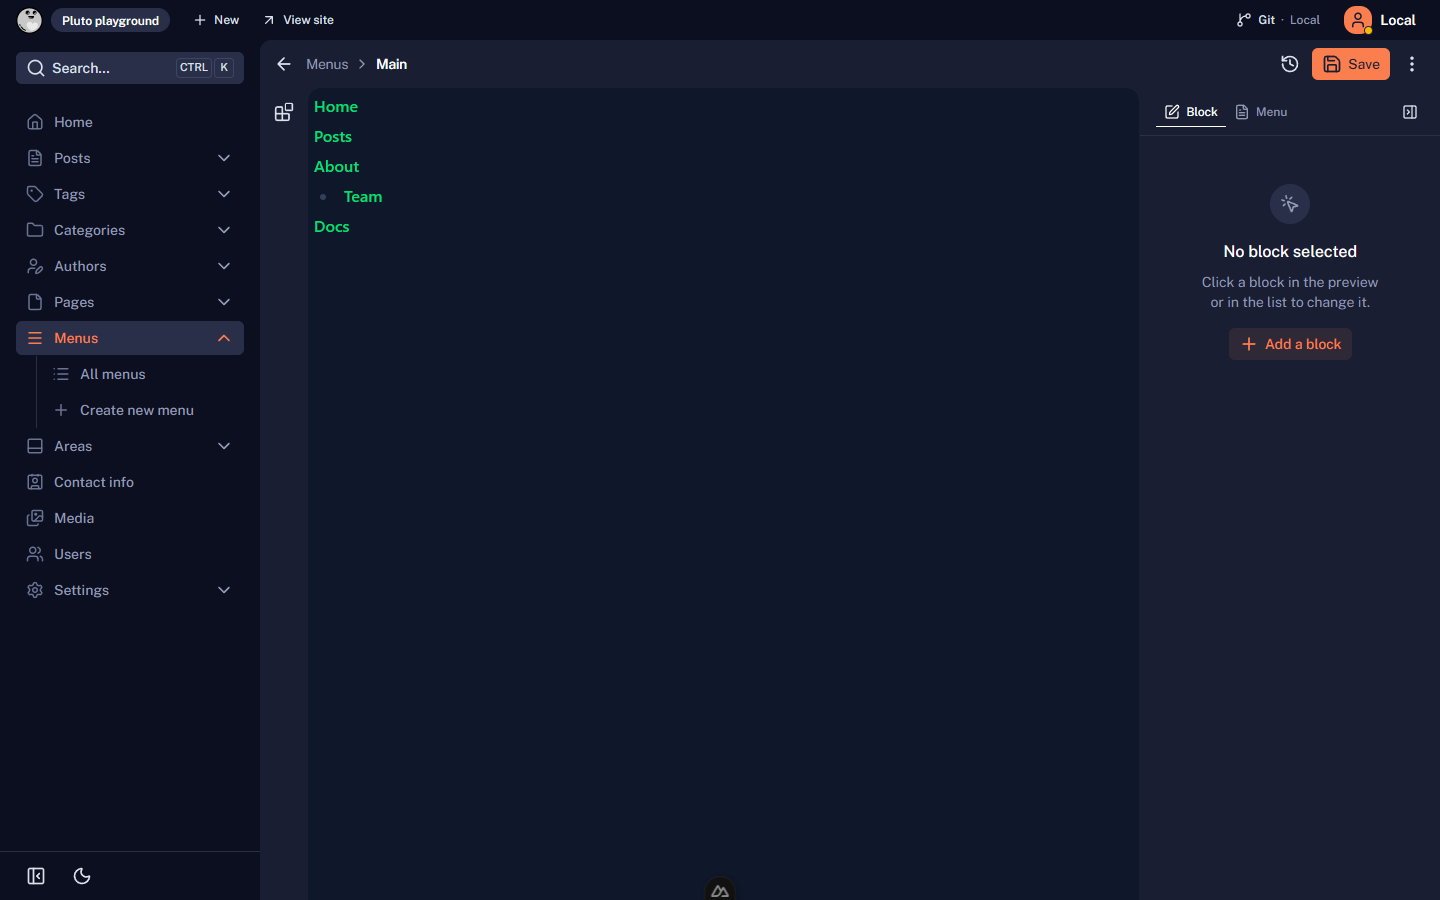 Pluto playground
New
View site
Git · Local
Local
Search...
CTRL K
Menus
Main
Save
Home
Posts
Tags
Categories
Authors
Pages
Menus
All menus
Create new menu
Areas
Contact info
Media
Users
Settings
Home
Posts
About
Team
Docs
Block
Menu
No block selected
Click a block in the preview
or in the list to change it.
Add a block